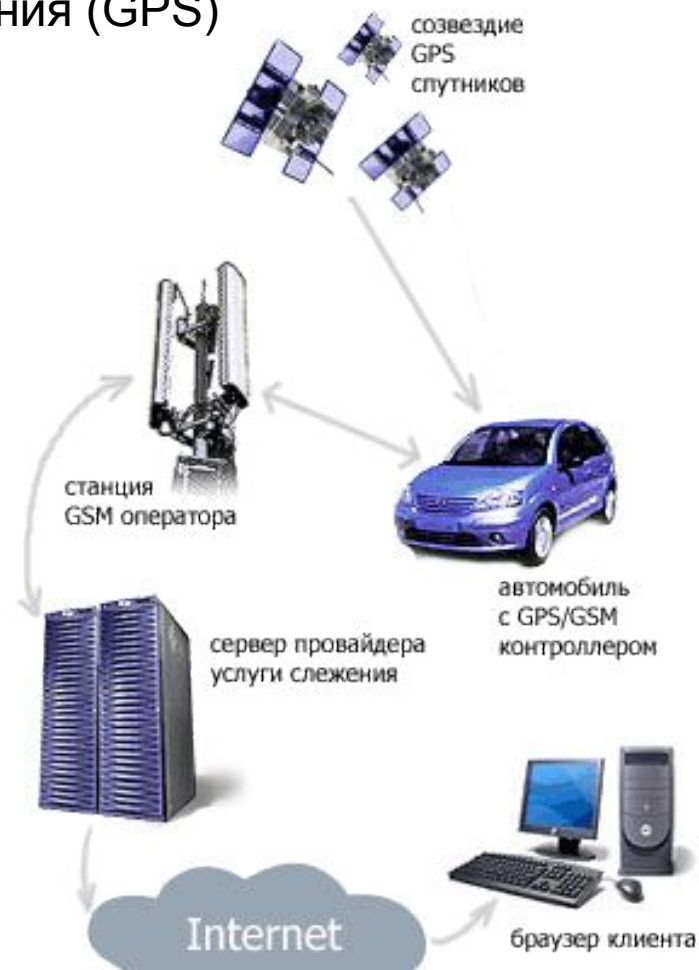 ния (GPS)
созвездие
GPS
спутников
станция
GSM оператора
автомобиль
с GPS/GSM
контроллером
сервер провайдера
услуги слежения
Internet
браузер клиента